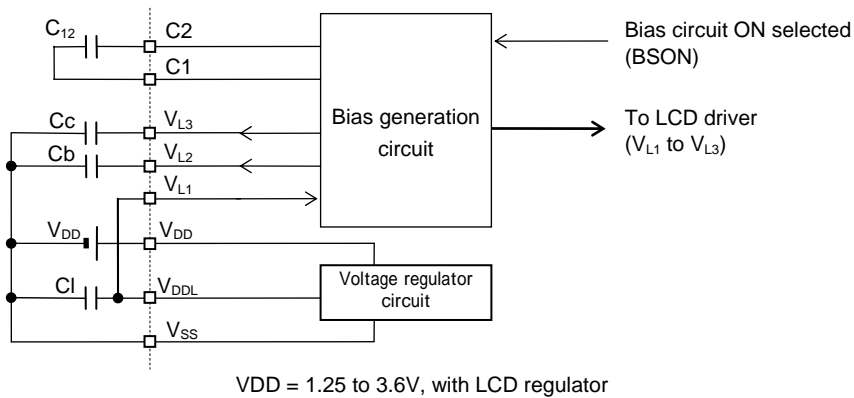 C12
C2
C1
Bias circuit ON selected
(BSON)
Cc
VL3
Cb
VL2
VL1
Bias generation
circuit
To LCD driver
(VL1 to VL3)
VDD
VDD
Cl
VDDL
Voltage regulator
circuit
VSS
VDD = 1.25 to 3.6V, with LCD regulator